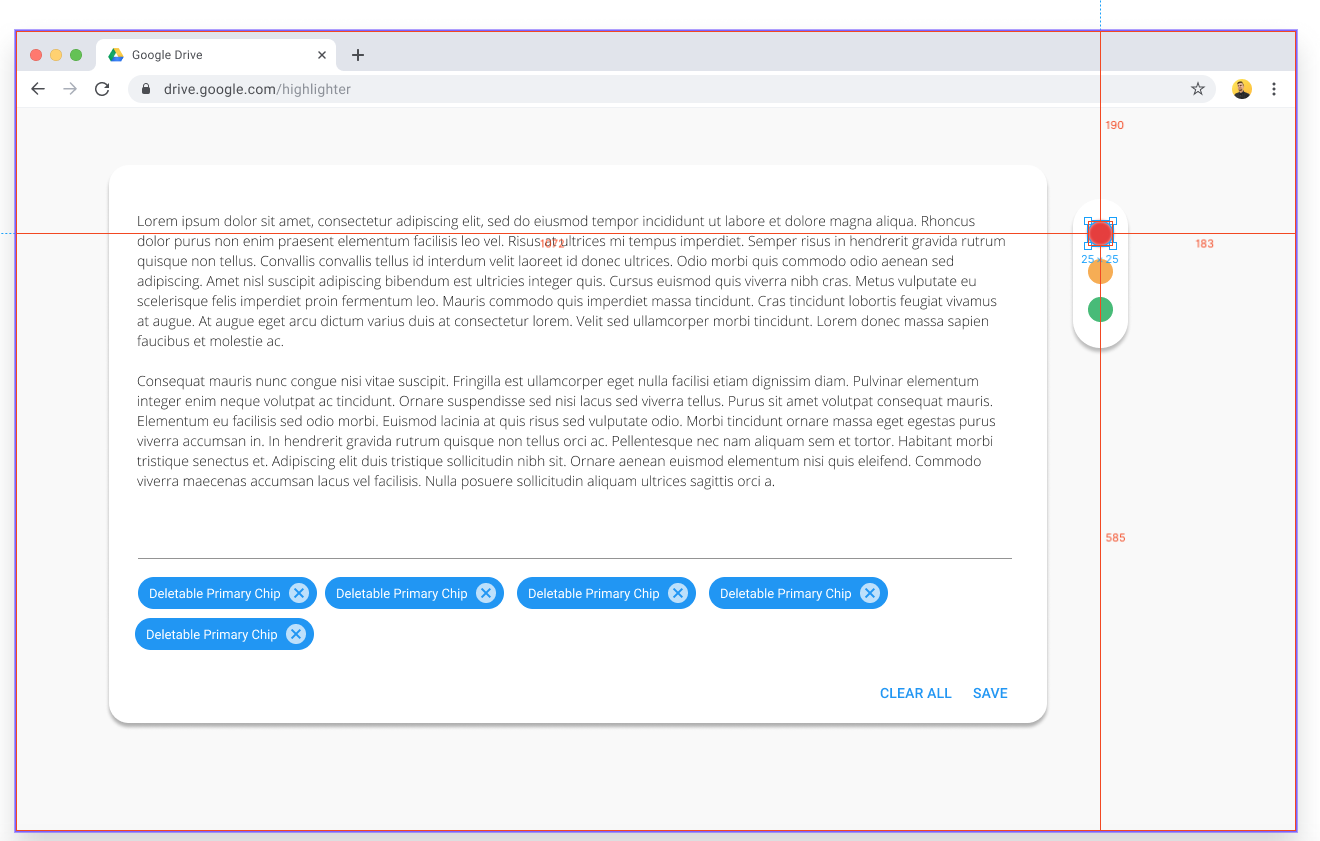 Google Drive
drive.google.com/highlighter
190
Lorem ipsum dolor sit amet, consectetur adipiscing elit, sed do eiusmod tempor incididunt ut labore et dolore magna aliqua. Rhoncus
dolor purus non enim praesent elementum facilisis leo vel. Risus at ultrices mi tempus imperdiet. Semper risus in hendrerit gravida rutrum
1072
183
quisque non tellus. Convallis convallis tellus id interdum velit laoreet id donec ultrices. Odio morbi quis commodo odio aenean sed
25 × 25
adipiscing. Amet nisl suscipit adipiscing bibendum est ultricies integer quis. Cursus euismod quis viverra nibh cras. Metus vulputate eu
scelerisque felis imperdiet proin fermentum leo. Mauris commodo quis imperdiet massa tincidunt. Cras tincidunt lobortis feugiat vivamus
at augue. At augue eget arcu dictum varius duis at consectetur lorem. Velit sed ullamcorper morbi tincidunt. Lorem donec massa sapien
faucibus et molestie ac.
Consequat mauris nunc congue nisi vitae suscipit. Fringilla est ullamcorper eget nulla facilisi etiam dignissim diam. Pulvinar elementum
integer enim neque volutpat ac tincidunt. Ornare suspendisse sed nisi lacus sed viverra tellus. Purus sit amet volutpat consequat mauris.
Elementum eu facilisis sed odio morbi. Euismod lacinia at quis risus sed vulputate odio. Morbi tincidunt ornare massa eget egestas purus
viverra accumsan in. In hendrerit gravida rutrum quisque non tellus orci ac. Pellentesque nec nam aliquam sem et tortor. Habitant morbi
tristique senectus et. Adipiscing elit duis tristique sollicitudin nibh sit. Ornare aenean euismod elementum nisi quis eleifend. Commodo
viverra maecenas accumsan lacus vel facilisis. Nulla posuere sollicitudin aliquam ultrices sagittis orci a.
585
Deletable Primary Chip
Deletable Primary Chip
Deletable Primary Chip
Deletable Primary Chip
Deletable Primary Chip
CLEAR ALL
SAVE